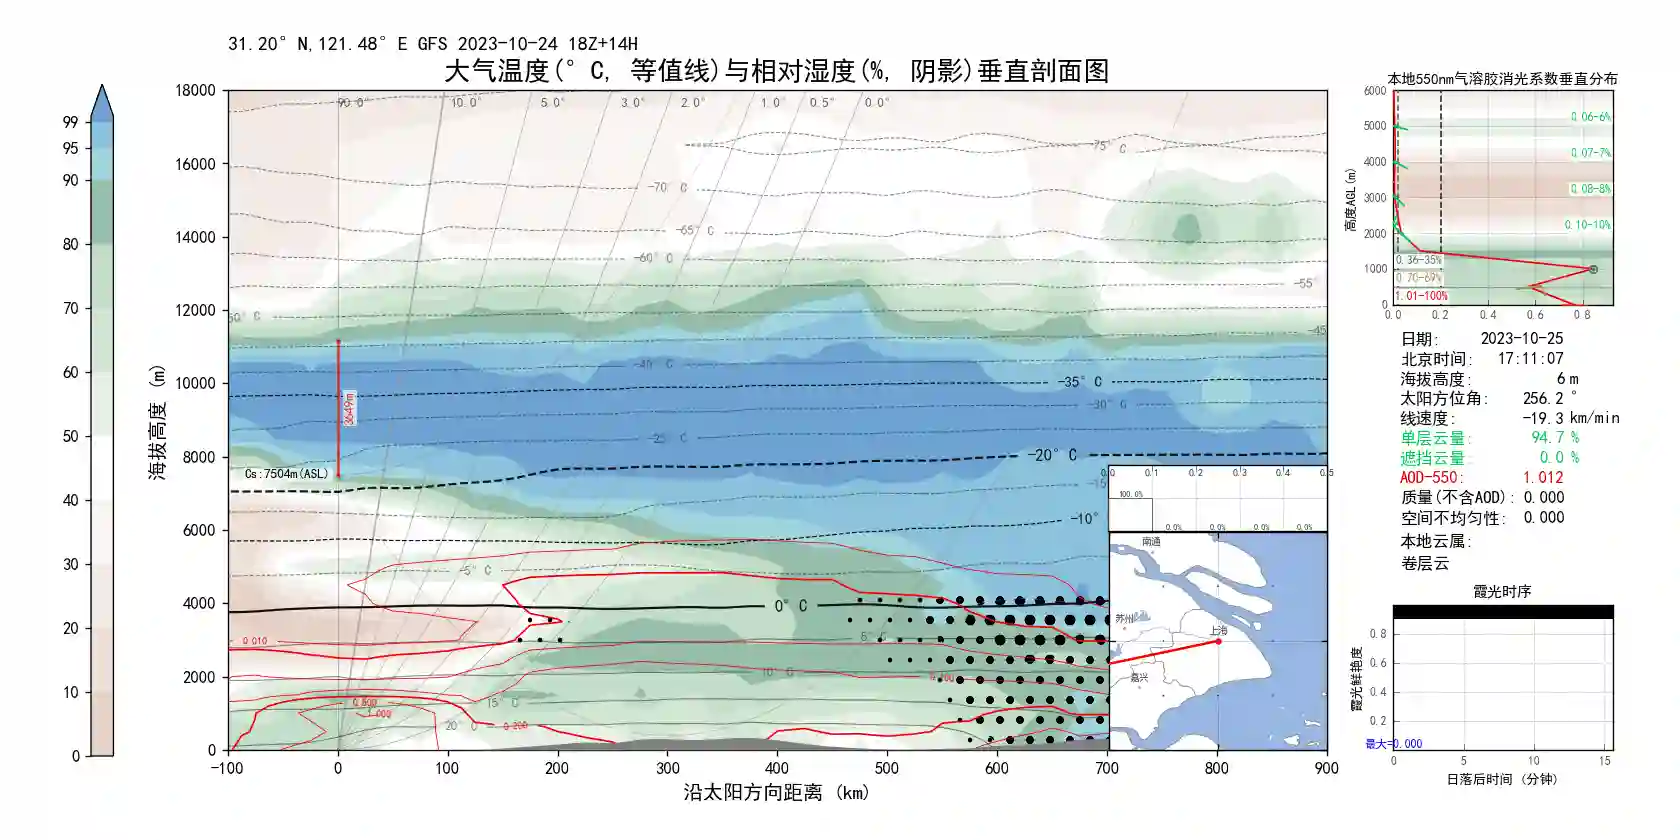 31.20° N,121.48° E GFS 2023-10-24 18Z+14H
大气温度(° C, 等值线)与相对湿度(%, 阴影)垂直剖面图
99
95
90
80
70
60
50
40
30
20
10
0
海拔高度 (m)
18000
16000
14000
12000
10000
8000
6000
4000
2000
0
90.0° 10.0° 5.0° 3.0° 2.0° 1.0° 0.5° 0.0°
-75° C
-70° C
-65° C
-60° C
-55°
50° C
-45
-40° C
-35° C
-30° C
-25° C
-20° C
-15
-10°
-5° C
0° C
10° C
15° C
20 C
3649m
Cs:7504m(ASL)
0.010
0.100
0.200
1.000
-100 0 100 200 300 400 500 600 700 800 900
沿太阳方向距离 (km)
0.0 0.1 0.2 0.3 0.4 0.5
100.0%
0.0% 0.0% 0.0% 0.0%
南通
苏州
上海
嘉兴
本地550nm气溶胶消光系数垂直分布
高度AGL(m)
6000
5000
4000
3000
2000
1000
0
0.06-6%
0.07-7%
0.08-8%
0.10-10%
0.36-35%
0.70-69%
1.01-100%
0.0 0.2 0.4 0.6 0.8
日期: 2023-10-25
北京时间: 17:11:07
海拔高度: 6 m
太阳方位角: 256.2 °
线速度: -19.3 km/min
单层云量: 94.7 %
遮挡云量: 0.0 %
AOD-550: 1.012
质量(不含AOD): 0.000
空间不均匀性: 0.000
本地云属:
卷层云
霞光时序
霞光鲜艳度
0.8
0.6
0.4
0.2
最大=0.000
0 5 10 15
日落后时间 (分钟)